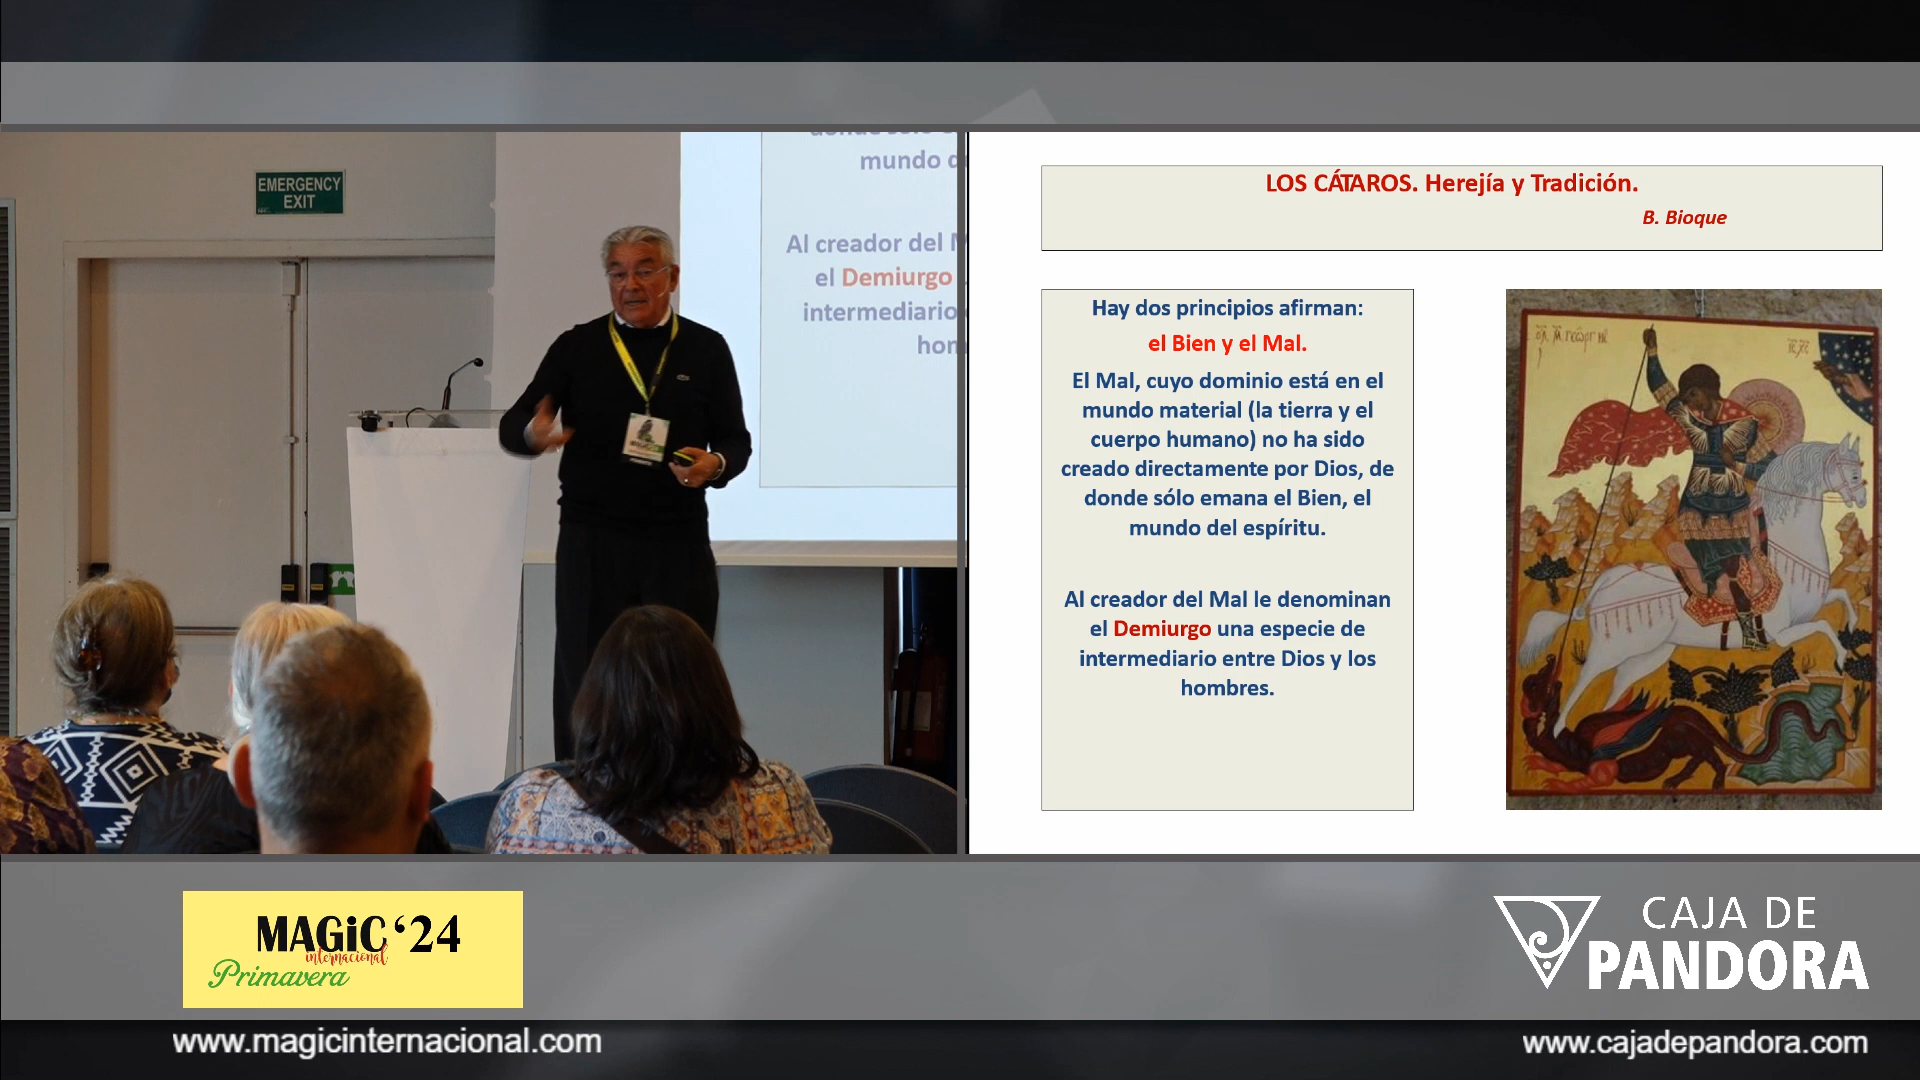 EMERGENCY
EXIT
mundo
Al creador del
el Demiurgo
intermediario
LOS CÁTAROS. Herejía y Tradición.
B. Bioque
Hay dos principios afirman:
el Bien y el Mal.
El Mal, cuyo dominio está en el
mundo material (la tierra y el
cuerpo humano) no ha sido
creado directamente por Dios, de
donde sólo emana el Bien, el
mundo del espíritu.
Al creador del Mal le denominan
el Demiurgo una especie de
intermediario entre Dios y los
hombres.
MAGiC ‘24
internacional
Primavera
CAJA DE
PANDORA
www.magicinternacional.com
www.cajadepandora.com